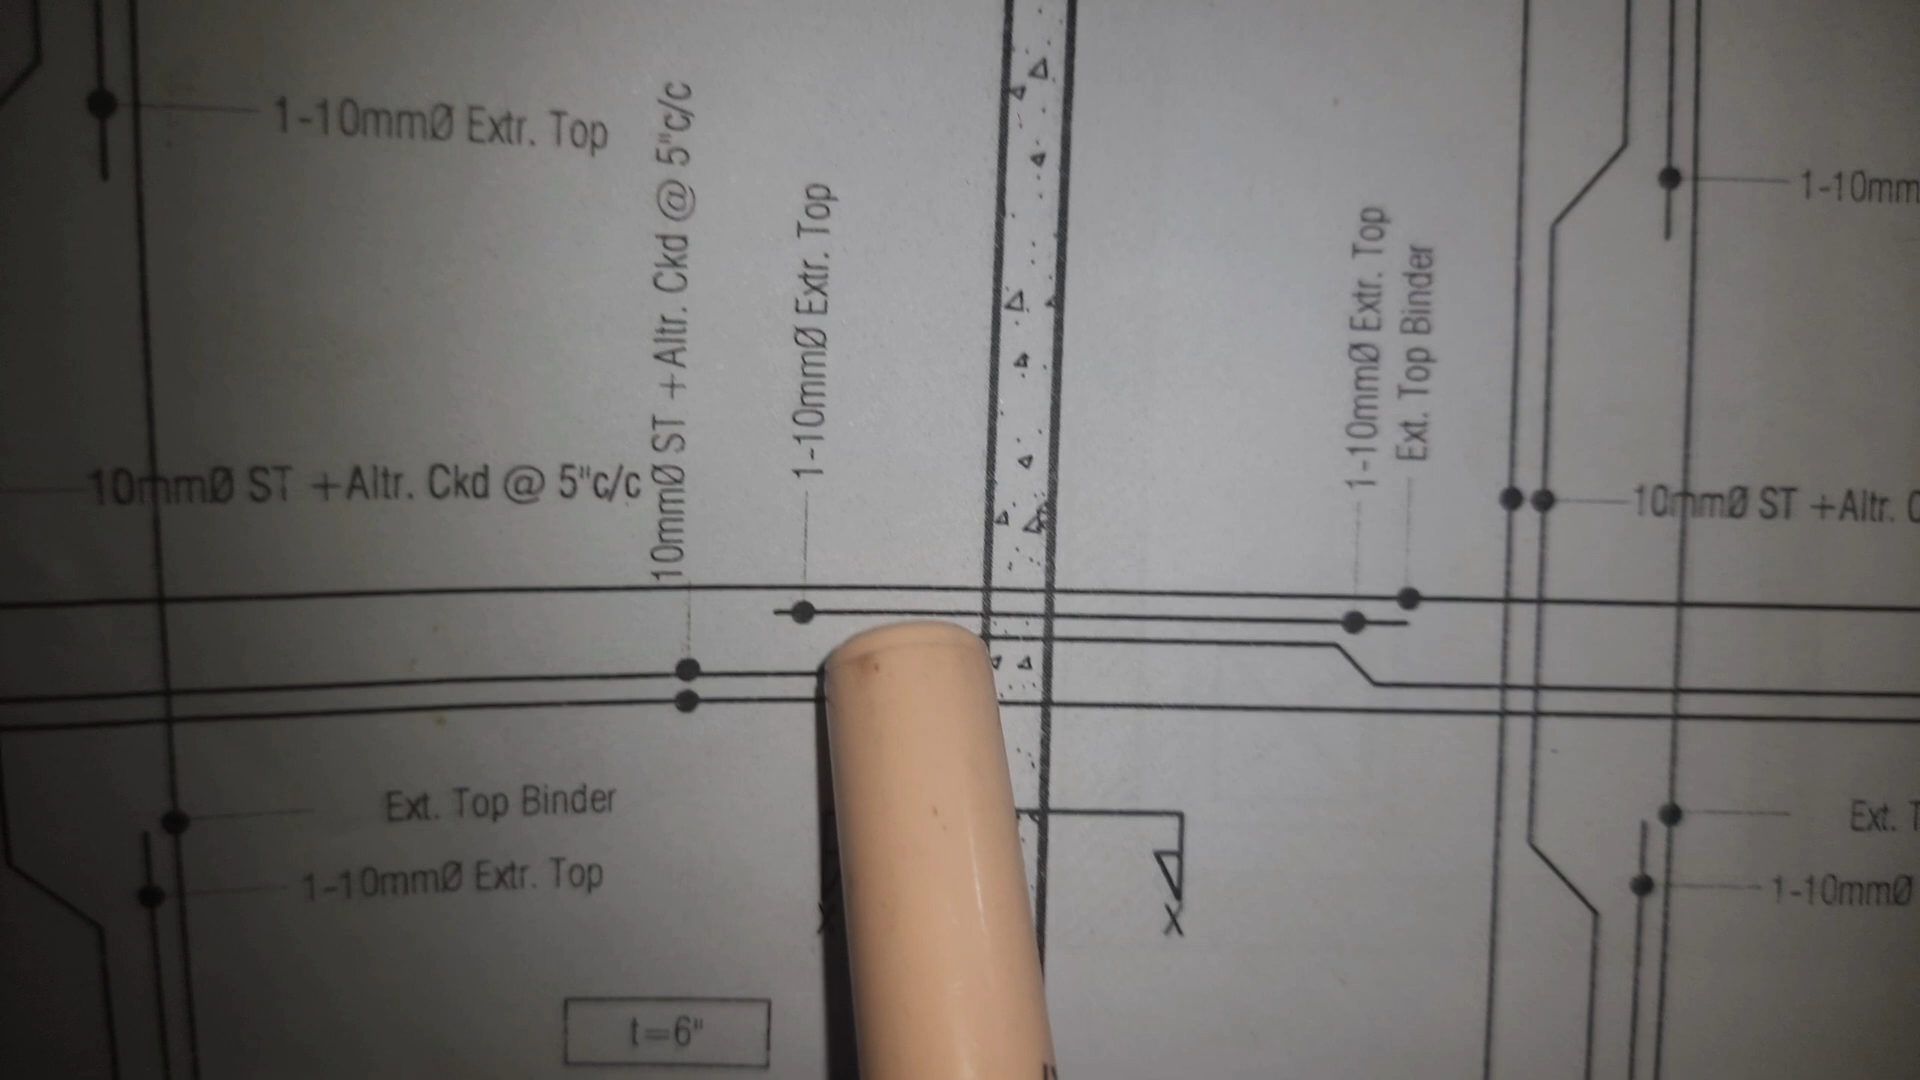 1-10mmØ Extr. Top
10mmØ ST +Altr. Ckd @ 5"c/c
1-10mmØ Extr. Top
1-10mmØ Extr. Top
Ext. Top Binder
1-10mm
10mmØ ST +Altr. Ckd @ 5"c/c
10mmØ ST +Altr.
Ext. Top Binder
Ext.
1-10mmØ Extr. Top
1-10mmØ
x
x
t=6"